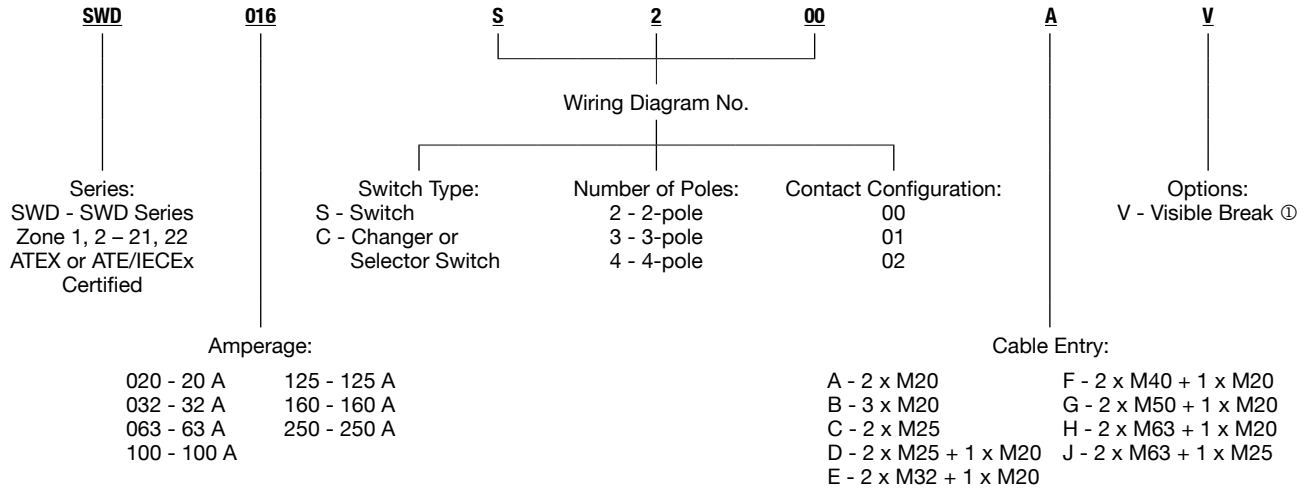 SWD 016 S 2 00 A V
Wiring Diagram No.
Series:
SWD - SWD Series
Zone 1, 2 – 21, 22
ATEX or ATE/IECEx
Certified
Switch Type:
S - Switch
C - Changer or
Selector Switch
Number of Poles:
2 - 2-pole
3 - 3-pole
4 - 4-pole
Contact Configuration:
00
01
02
Options:
V - Visible Break ①
Amperage:
020 - 20 A
032 - 32 A
063 - 63 A
100 - 100 A
125 - 125 A
160 - 160 A
250 - 250 A
Cable Entry:
A - 2 x M20
B - 3 x M20
C - 2 x M25
D - 2 x M25 + 1 x M20
E - 2 x M32 + 1 x M20
F - 2 x M40 + 1 x M20
G - 2 x M50 + 1 x M20
H - 2 x M63 + 1 x M20
J - 2 x M63 + 1 x M25